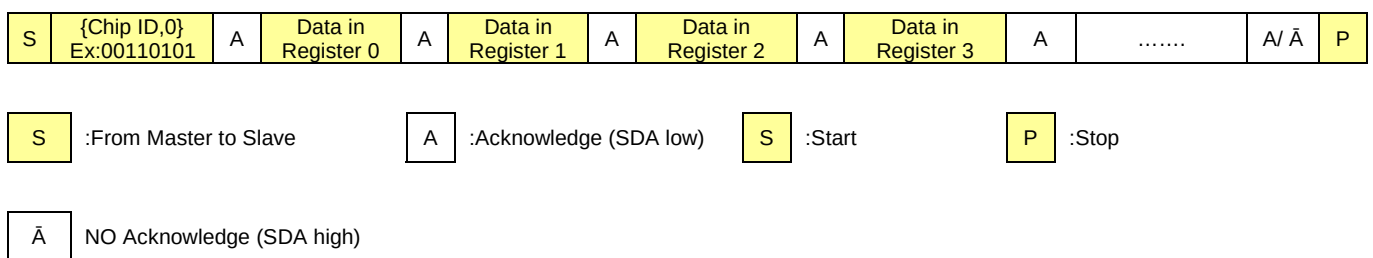 S {Chip ID,0} Ex:00110101 A Data in Register 0 A Data in Register 1 A Data in Register 2 A Data in Register 3 A ……. A/ Ā P
S :From Master to Slave A :Acknowledge (SDA low) S :Start P :Stop
Ā NO Acknowledge (SDA high)